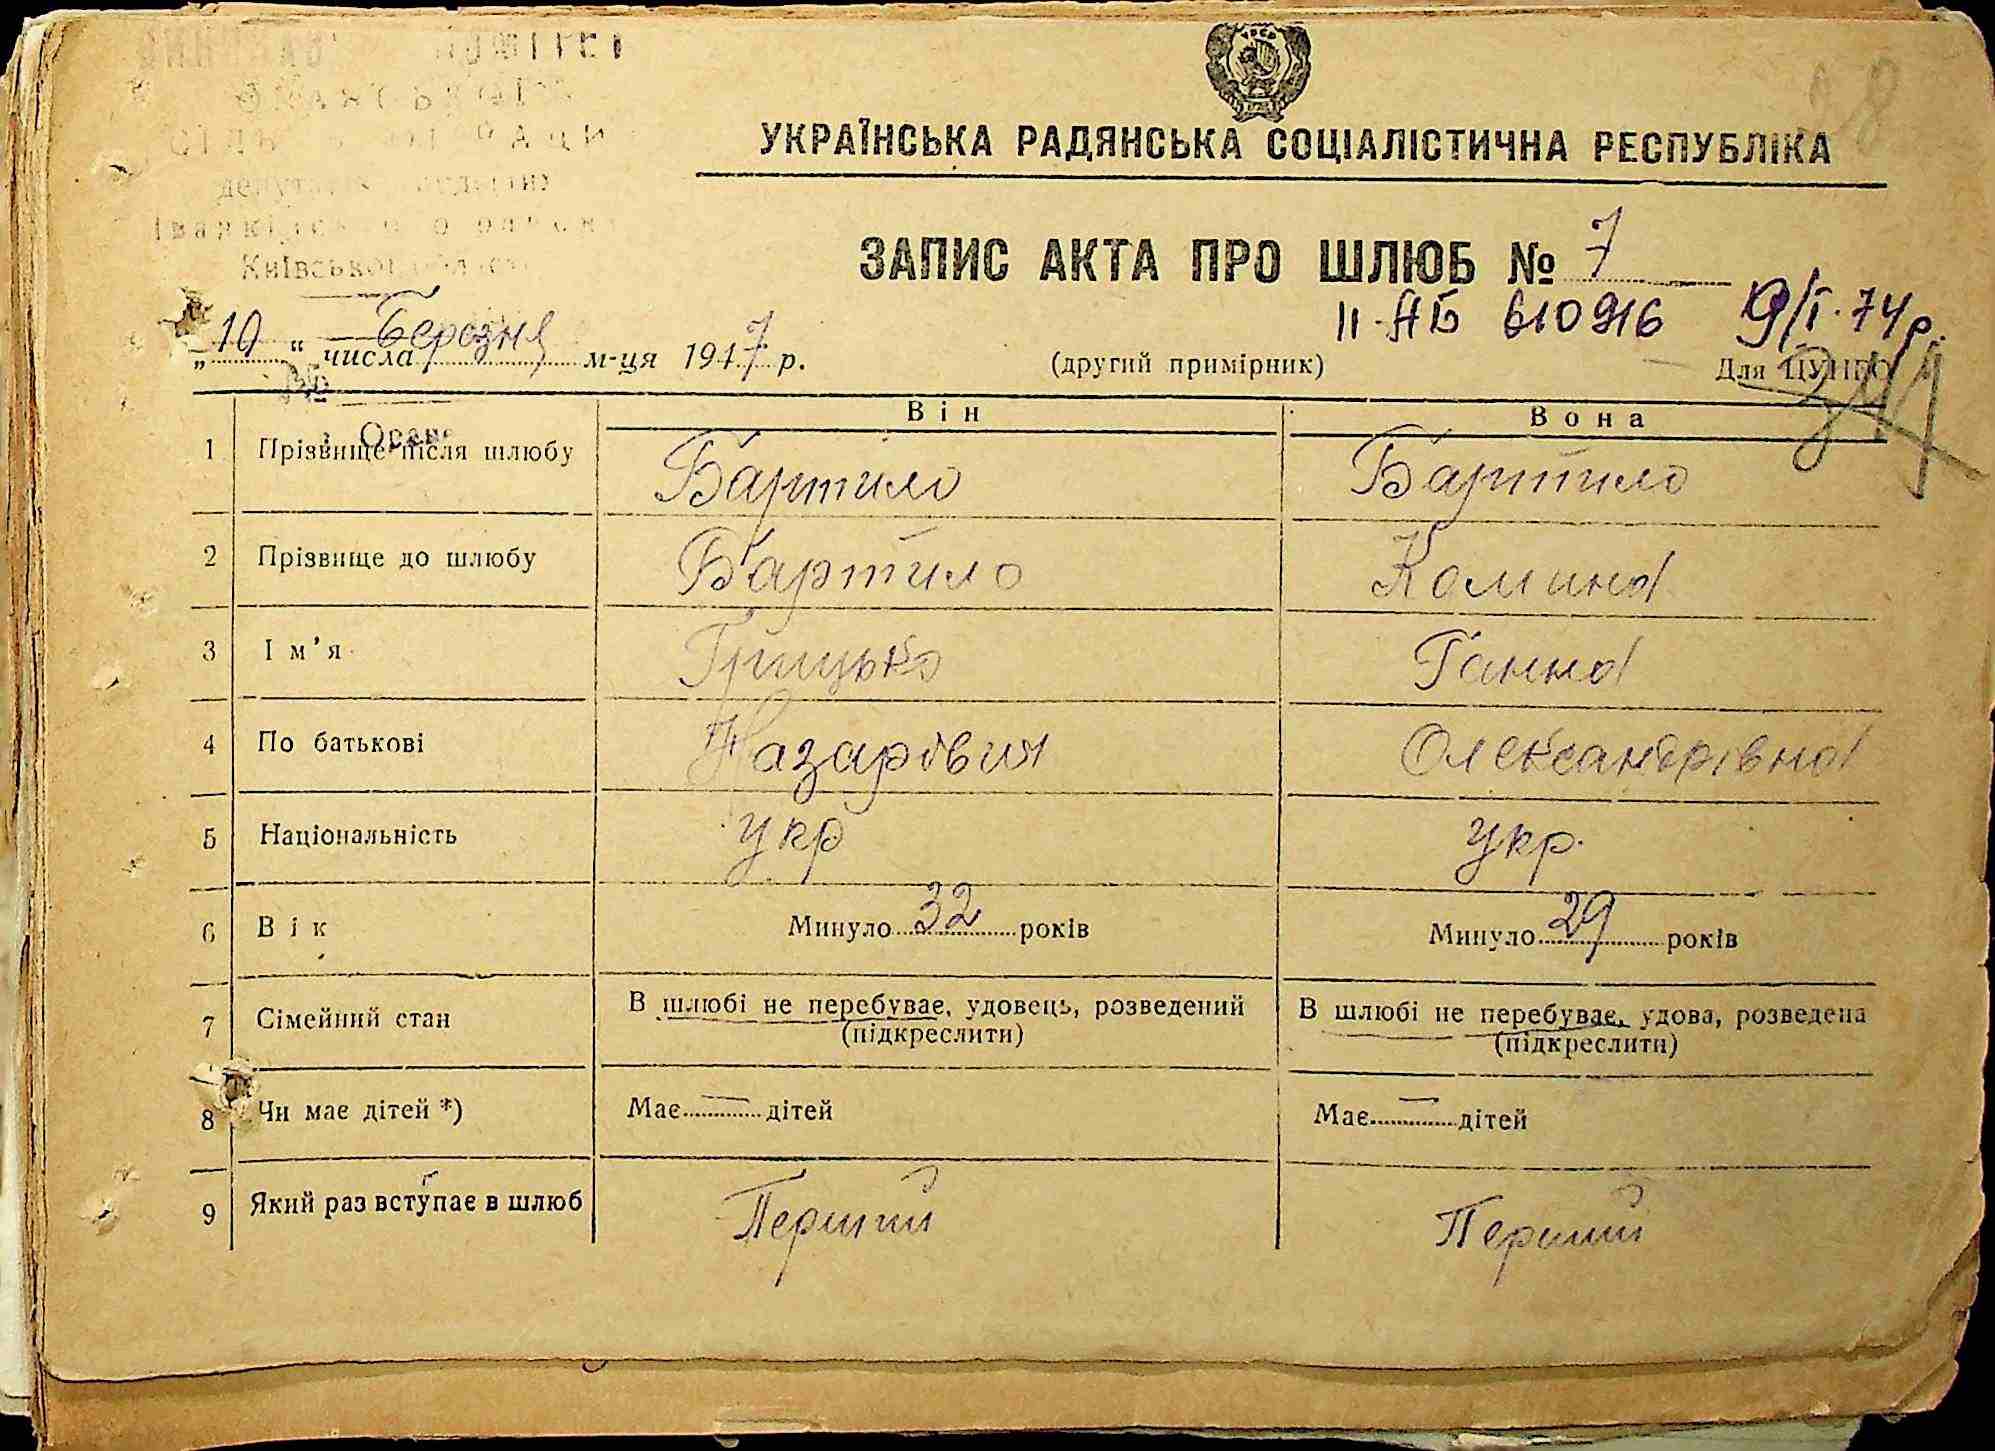 депутатів
Іванківського
Київської області
28
УКРАЇНСЬКА РАДЯНСЬКА СОЦІАЛІСТИЧНА РЕСПУБЛІКА
ЗАПИС АКТА ПРО ШЛЮБ № 7
II-АБ 610916 9/I-74 р.
„10“ числа Березня м-ця 1947 р.
(другий примірник)
Для
Він Вона
1 Прізвище після шлюбу Бартило Бартило
2 Прізвище до шлюбу Бартило Комина
3 Ім'я Грицько Ганна
4 По батькові Назарович Олександрівна
5 Національність укр укр.
6 Вік Минуло 32 років Минуло 29 років
7 Сімейний стан В шлюбі не перебуває, удовець, розведений В шлюбі не перебуває, удова, розведена
(підкреслити) (підкреслити)
8 Чи має дітей *) Має — дітей Має — дітей
9 Який раз вступає в шлюб Перший Перший